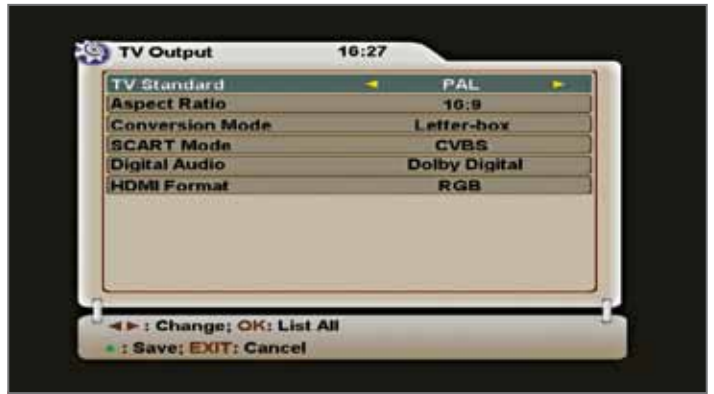 TV Output 16:27
TV Standard ◄ PAL ►
Aspect Ratio 16:9
Conversion Mode Letter-box
SCART Mode CVBS
Digital Audio Dolby Digital
HDMI Format RGB
◄► : Change; OK: List All
● : Save; EXIT: Cancel